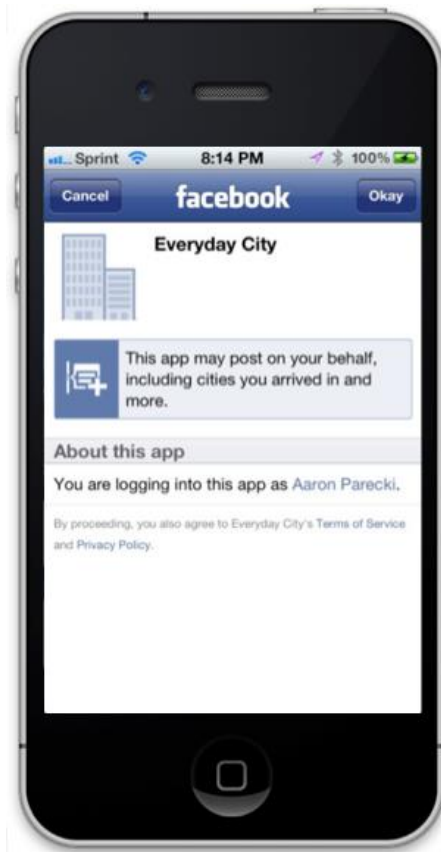 Sprint 8:14 PM 100%
Cancel facebook Okay
Everyday City
This app may post on your behalf,
including cities you arrived in and
more.
About this app
You are logging into this app as Aaron Parecki.
By proceeding, you also agree to Everyday City's Terms of Service
and Privacy Policy.